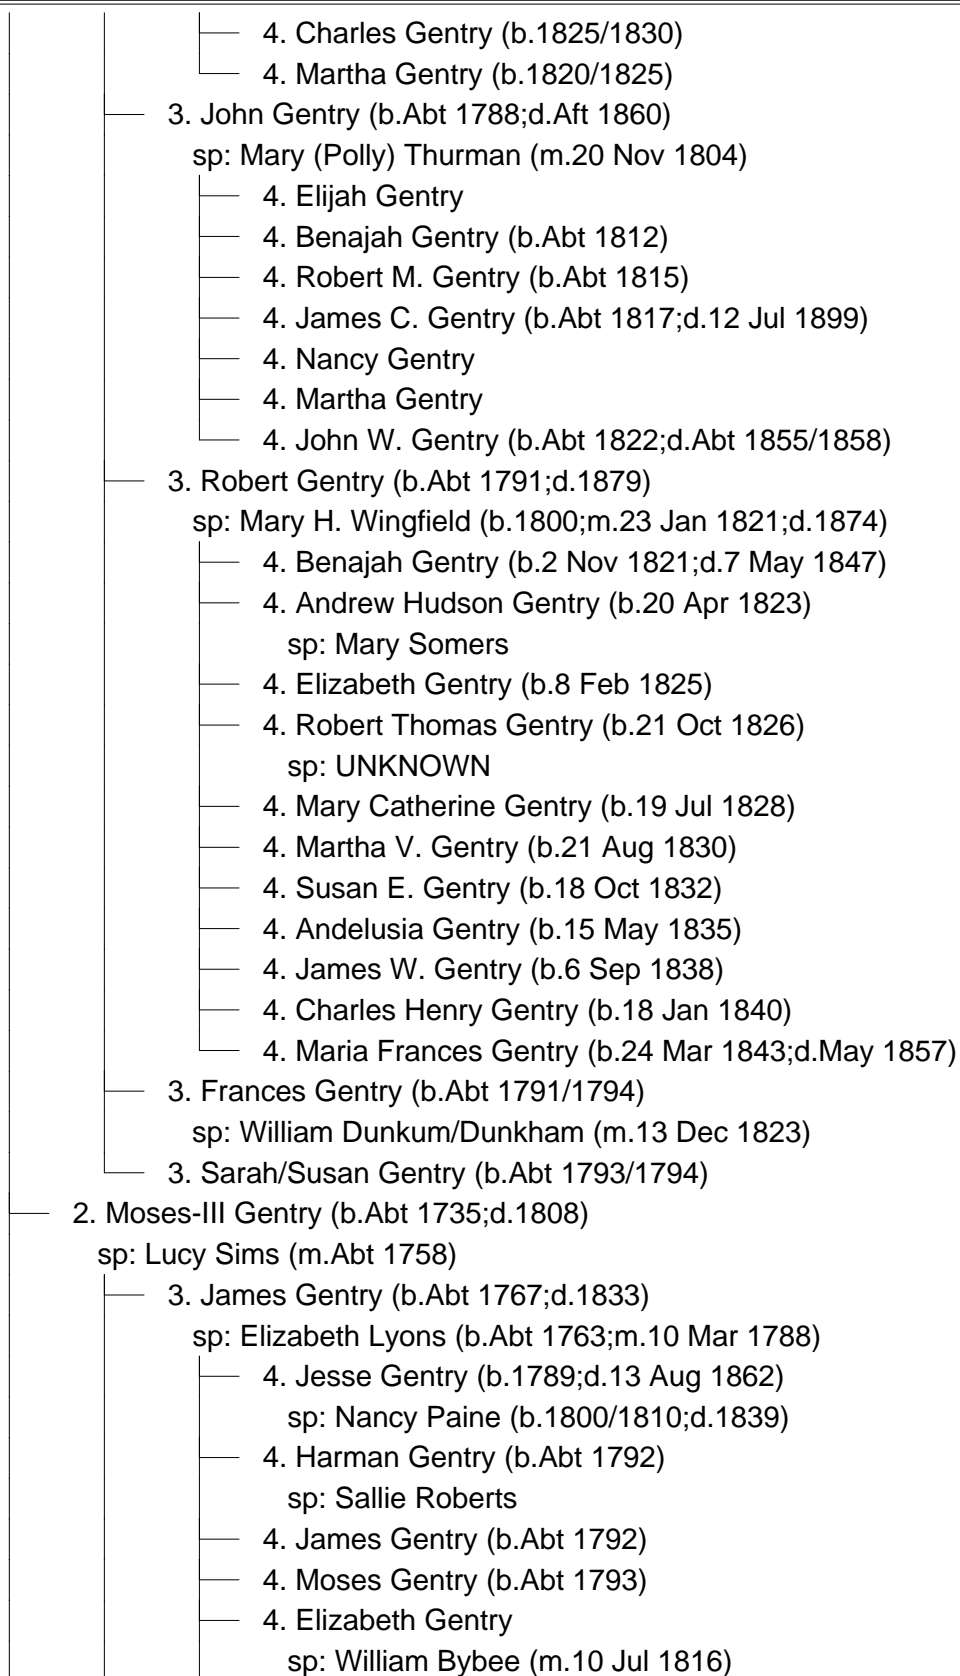 4. Charles Gentry (b.1825/1830)
4. Martha Gentry (b.1820/1825)
3. John Gentry (b.Abt 1788;d.Aft 1860)
sp: Mary (Polly) Thurman (m.20 Nov 1804)
4. Elijah Gentry
4. Benajah Gentry (b.Abt 1812)
4. Robert M. Gentry (b.Abt 1815)
4. James C. Gentry (b.Abt 1817;d.12 Jul 1899)
4. Nancy Gentry
4. Martha Gentry
4. John W. Gentry (b.Abt 1822;d.Abt 1855/1858)
3. Robert Gentry (b.Abt 1791;d.1879)
sp: Mary H. Wingfield (b.1800;m.23 Jan 1821;d.1874)
4. Benajah Gentry (b.2 Nov 1821;d.7 May 1847)
4. Andrew Hudson Gentry (b.20 Apr 1823)
sp: Mary Somers
4. Elizabeth Gentry (b.8 Feb 1825)
4. Robert Thomas Gentry (b.21 Oct 1826)
sp: UNKNOWN
4. Mary Catherine Gentry (b.19 Jul 1828)
4. Martha V. Gentry (b.21 Aug 1830)
4. Susan E. Gentry (b.18 Oct 1832)
4. Andelusia Gentry (b.15 May 1835)
4. James W. Gentry (b.6 Sep 1838)
4. Charles Henry Gentry (b.18 Jan 1840)
4. Maria Frances Gentry (b.24 Mar 1843;d.May 1857)
3. Frances Gentry (b.Abt 1791/1794)
sp: William Dunkum/Dunkham (m.13 Dec 1823)
3. Sarah/Susan Gentry (b.Abt 1793/1794)
2. Moses-III Gentry (b.Abt 1735;d.1808)
sp: Lucy Sims (m.Abt 1758)
3. James Gentry (b.Abt 1767;d.1833)
sp: Elizabeth Lyons (b.Abt 1763;m.10 Mar 1788)
4. Jesse Gentry (b.1789;d.13 Aug 1862)
sp: Nancy Paine (b.1800/1810;d.1839)
4. Harman Gentry (b.Abt 1792)
sp: Sallie Roberts
4. James Gentry (b.Abt 1792)
4. Moses Gentry (b.Abt 1793)
4. Elizabeth Gentry
sp: William Bybee (m.10 Jul 1816)